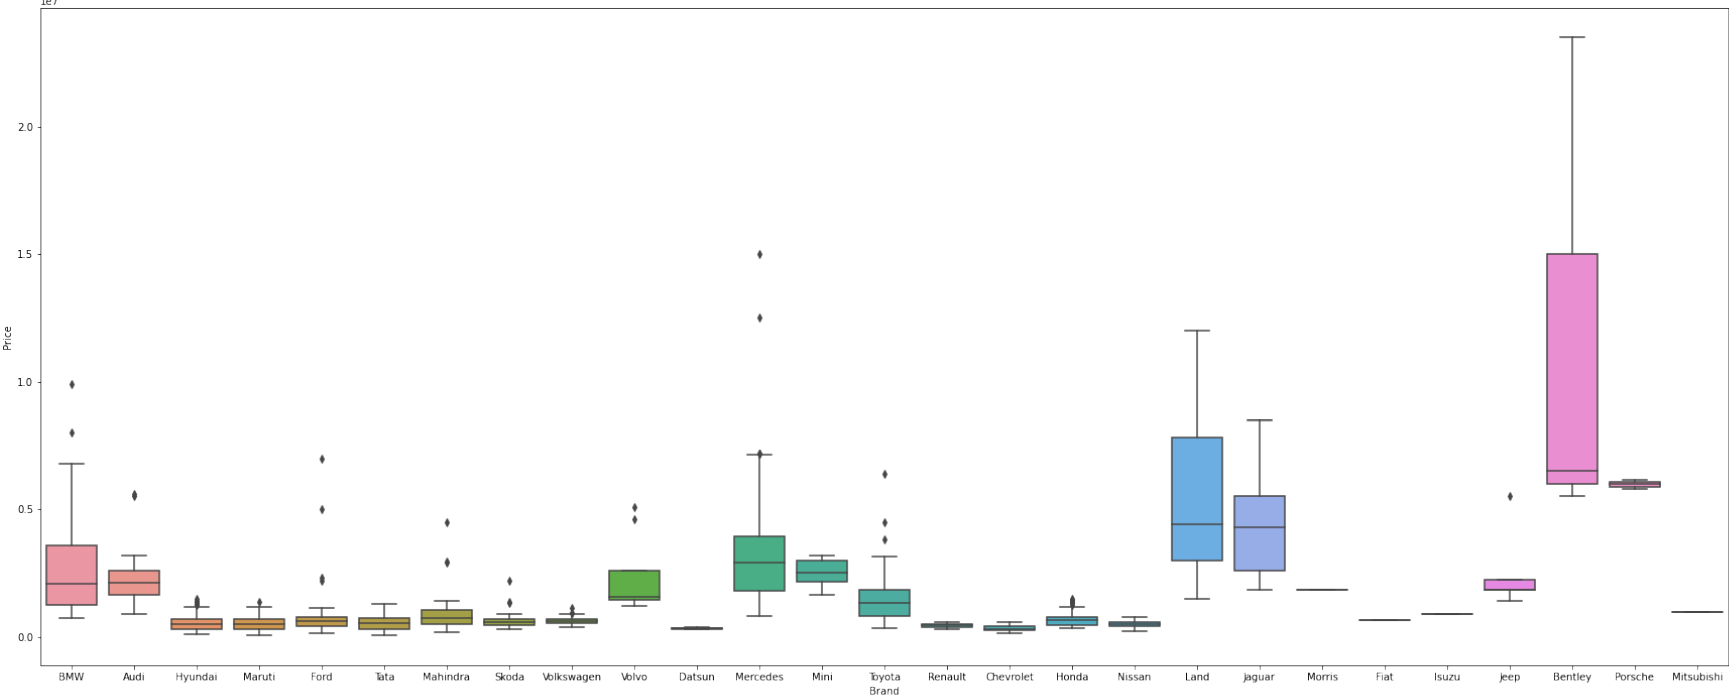 1e7
2.0
1.5
1.0
0.5
0.0
Price
BMW Audi Hyundai Maruti Ford Tata Mahindra Skoda Volkswagen Volvo Datsun Mercedes Mini Toyota Renault Chevrolet Honda Nissan Land Jaguar Morris Fiat Isuzu Jeep Bentley Porsche Mitsubishi
Brand